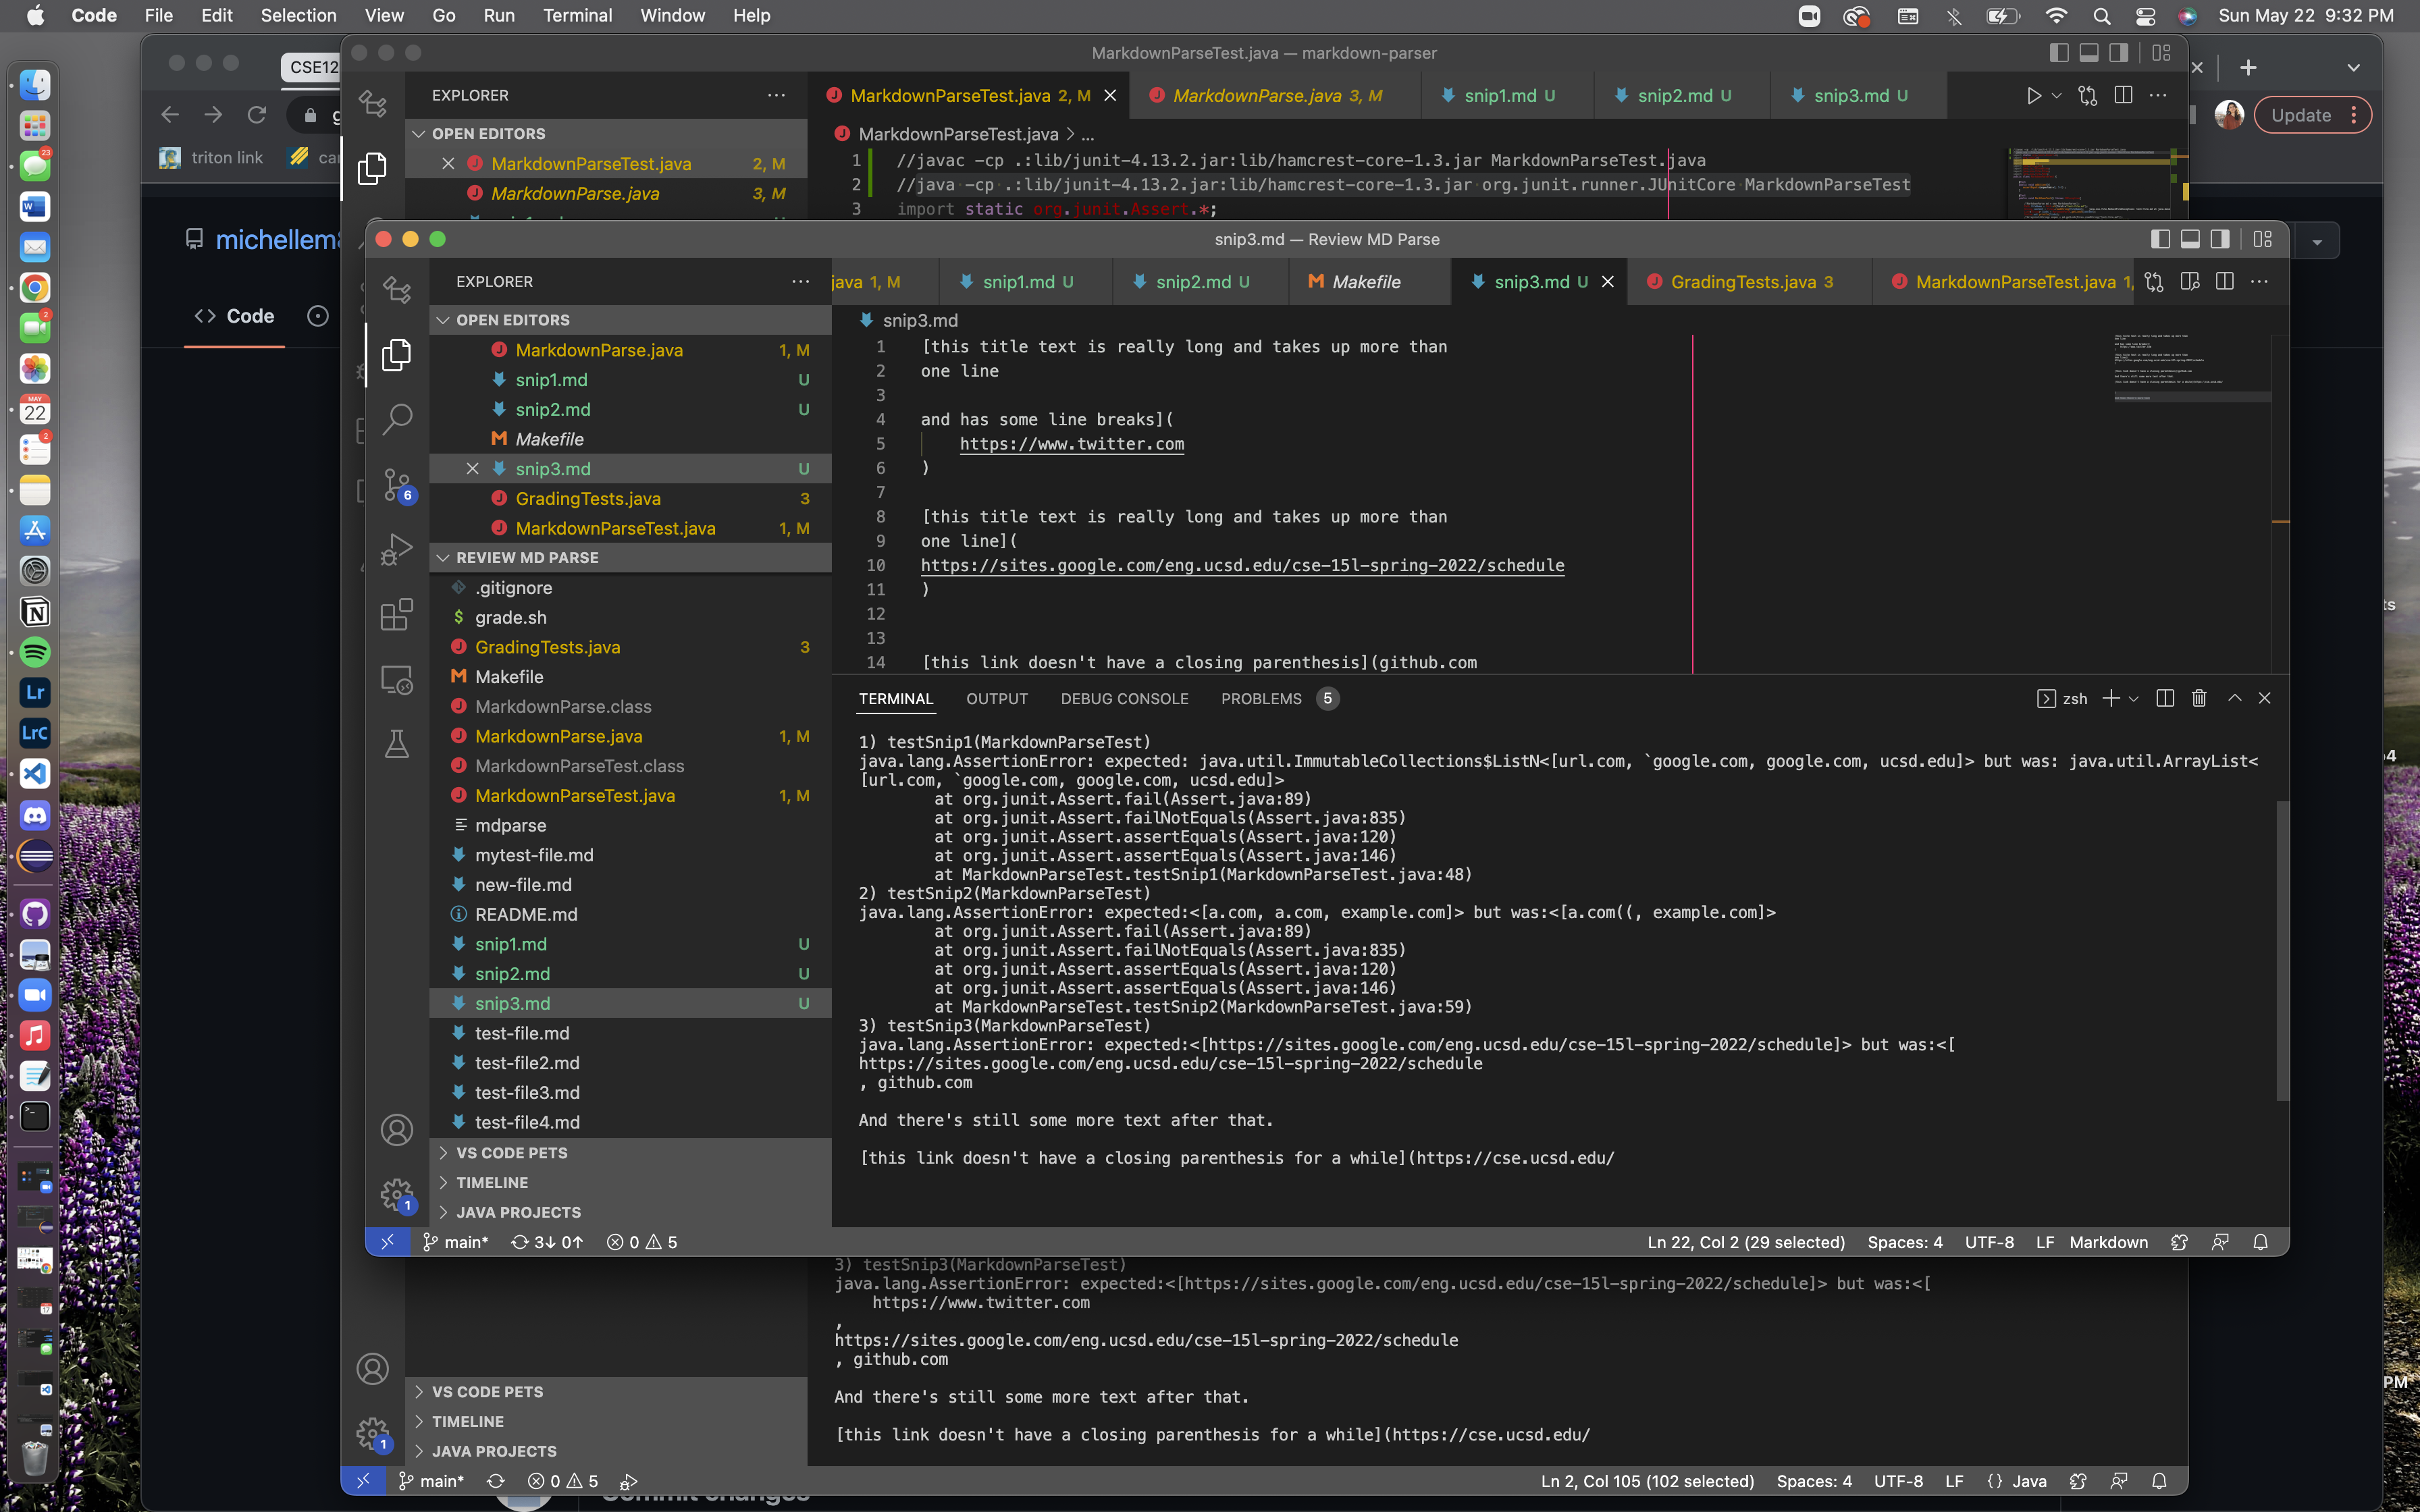 Code File Edit Selection View Go Run Terminal Window Help
Sun May 22 9:32 PM
MarkdownParseTest.java — markdown-parser
CSE12
EXPLORER
MarkdownParseTest.java 2, M
MarkdownParse.java 3, M
snip1.md U
snip2.md U
snip3.md U
Update
triton link
OPEN EDITORS
MarkdownParseTest.java 2, M
MarkdownParse.java 3, M
MarkdownParseTest.java > ...
1 //javac -cp .:lib/junit-4.13.2.jar:lib/hamcrest-core-1.3.jar MarkdownParseTest.java
2 //java -cp .:lib/junit-4.13.2.jar:lib/hamcrest-core-1.3.jar org.junit.runner.JUnitCore MarkdownParseTest
3 import static org.junit.Assert.*;
Code
snip3.md — Review MD Parse
EXPLORER
java 1, M
snip1.md U
snip2.md U
Makefile
snip3.md U
GradingTests.java 3
MarkdownParseTest.java 1,
OPEN EDITORS
MarkdownParse.java 1, M
snip1.md U
snip2.md U
Makefile
snip3.md U
GradingTests.java 3
MarkdownParseTest.java 1, M
REVIEW MD PARSE
.gitignore
grade.sh
GradingTests.java 3
Makefile
MarkdownParse.class
MarkdownParse.java 1, M
MarkdownParseTest.class
MarkdownParseTest.java 1, M
mdparse
mytest-file.md
new-file.md
README.md
snip1.md U
snip2.md U
snip3.md U
test-file.md
test-file2.md
test-file3.md
test-file4.md
VS CODE PETS
TIMELINE
JAVA PROJECTS
snip3.md
1 [this title text is really long and takes up more than
2 one line
3
4 and has some line breaks](
5 https://www.twitter.com
6 )
7
8 [this title text is really long and takes up more than
9 one line](
10 https://sites.google.com/eng.ucsd.edu/cse-15l-spring-2022/schedule
11 )
12
13
14 [this link doesn't have a closing parenthesis](github.com
TERMINAL OUTPUT DEBUG CONSOLE PROBLEMS 5
zsh
1) testSnip1(MarkdownParseTest)
java.lang.AssertionError: expected: java.util.ImmutableCollections$ListN<[url.com, `google.com, google.com, ucsd.edu]> but was: java.util.ArrayList<
[url.com, `google.com, google.com, ucsd.edu]>
at org.junit.Assert.fail(Assert.java:89)
at org.junit.Assert.failNotEquals(Assert.java:835)
at org.junit.Assert.assertEquals(Assert.java:120)
at org.junit.Assert.assertEquals(Assert.java:146)
at MarkdownParseTest.testSnip1(MarkdownParseTest.java:48)
2) testSnip2(MarkdownParseTest)
java.lang.AssertionError: expected:<[a.com, a.com, example.com]> but was:<[a.com((, example.com]>
at org.junit.Assert.fail(Assert.java:89)
at org.junit.Assert.failNotEquals(Assert.java:835)
at org.junit.Assert.assertEquals(Assert.java:120)
at org.junit.Assert.assertEquals(Assert.java:146)
at MarkdownParseTest.testSnip2(MarkdownParseTest.java:59)
3) testSnip3(MarkdownParseTest)
java.lang.AssertionError: expected:<[https://sites.google.com/eng.ucsd.edu/cse-15l-spring-2022/schedule]> but was:<[
https://sites.google.com/eng.ucsd.edu/cse-15l-spring-2022/schedule
, github.com
And there's still some more text after that.
[this link doesn't have a closing parenthesis for a while](https://cse.ucsd.edu/
main* 3↓ 0↑ 0 5
Ln 22, Col 2 (29 selected) Spaces: 4 UTF-8 LF Markdown
3) testSnip3(MarkdownParseTest)
java.lang.AssertionError: expected:<[https://sites.google.com/eng.ucsd.edu/cse-15l-spring-2022/schedule]> but was:<[
https://www.twitter.com
,
https://sites.google.com/eng.ucsd.edu/cse-15l-spring-2022/schedule
, github.com
And there's still some more text after that.
[this link doesn't have a closing parenthesis for a while](https://cse.ucsd.edu/
VS CODE PETS
TIMELINE
JAVA PROJECTS
main* 0 5
Ln 2, Col 105 (102 selected) Spaces: 4 UTF-8 LF {} Java